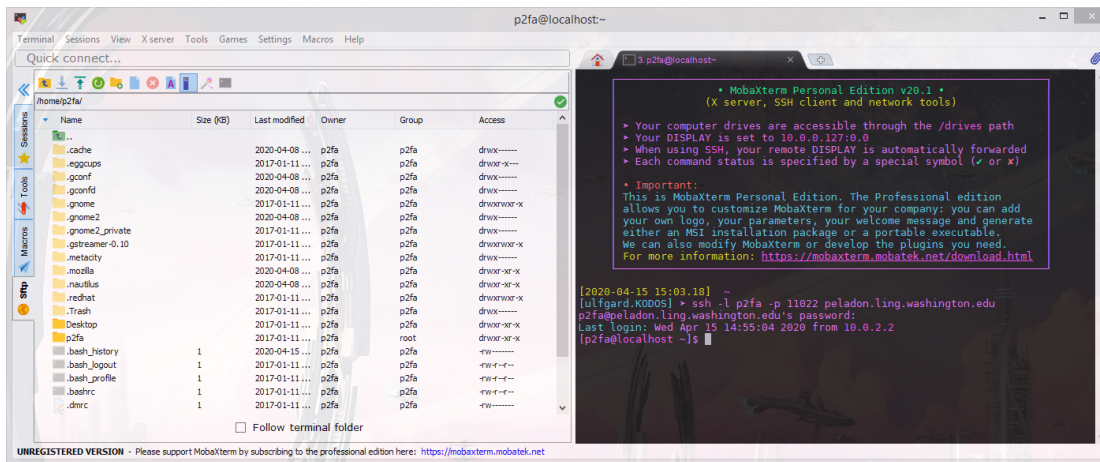 p2fa@localhost:~
Terminal Sessions View X server Tools Games Settings Macros Help
Quick connect...
3. p2fa@localhost:~
/home/p2fa/
Sessions
Tools
Macros
Sftp
Name Size (KB) Last modified Owner Group Access
..
.cache 2020-04-08 ... p2fa p2fa drwx------
.eggcups 2017-01-11 ... p2fa p2fa drwxr-x---
.gconf 2020-04-08 ... p2fa p2fa drwx------
.gconfd 2020-04-08 ... p2fa p2fa drwx------
.gnome 2017-01-11 ... p2fa p2fa drwxrwxr-x
.gnome2 2020-04-08 ... p2fa p2fa drwx------
.gnome2_private 2017-01-11 ... p2fa p2fa drwx------
.gstreamer-0.10 2017-01-11 ... p2fa p2fa drwxrwxr-x
.metacity 2017-01-11 ... p2fa p2fa drwx------
.mozilla 2020-04-08 ... p2fa p2fa drwxr-xr-x
.nautilus 2020-04-08 ... p2fa p2fa drwxr-xr-x
.redhat 2017-01-11 ... p2fa p2fa drwxrwxr-x
.Trash 2017-01-11 ... p2fa p2fa drwx------
Desktop 2017-01-11 ... p2fa p2fa drwxr-xr-x
p2fa 2017-01-11 ... p2fa root drwxr-xr-x
.bash_history 1 2020-04-15 ... p2fa p2fa -rw-------
.bash_logout 1 2017-01-11 ... p2fa p2fa -rw-r--r--
.bash_profile 1 2017-01-11 ... p2fa p2fa -rw-r--r--
.bashrc 1 2017-01-11 ... p2fa p2fa -rw-r--r--
.dmrc 1 2017-01-11 ... p2fa p2fa -rw-------
Follow terminal folder
• MobaXterm Personal Edition v20.1 •
(X server, SSH client and network tools)
➤ Your computer drives are accessible through the /drives path
➤ Your DISPLAY is set to 10.0.0.127:0.0
➤ When using SSH, your remote DISPLAY is automatically forwarded
➤ Each command status is specified by a special symbol (✔ or ✘)
• Important:
This is MobaXterm Personal Edition. The Professional edition
allows you to customize MobaXterm for your company: you can add
your own logo, your parameters, your welcome message and generate
either an MSI installation package or a portable executable.
We can also modify MobaXterm or develop the plugins you need.
For more information: https://mobaxterm.mobatek.net/download.html
[2020-04-15 15:03.18] ~
[ulfgard.KODOS] ➤ ssh -l p2fa -p 11022 peladon.ling.washington.edu
p2fa@peladon.ling.washington.edu's password:
Last login: Wed Apr 15 14:55:04 2020 from 10.0.2.2
[p2fa@localhost ~]$
UNREGISTERED VERSION - Please support MobaXterm by subscribing to the professional edition here: https://mobaxterm.mobatek.net